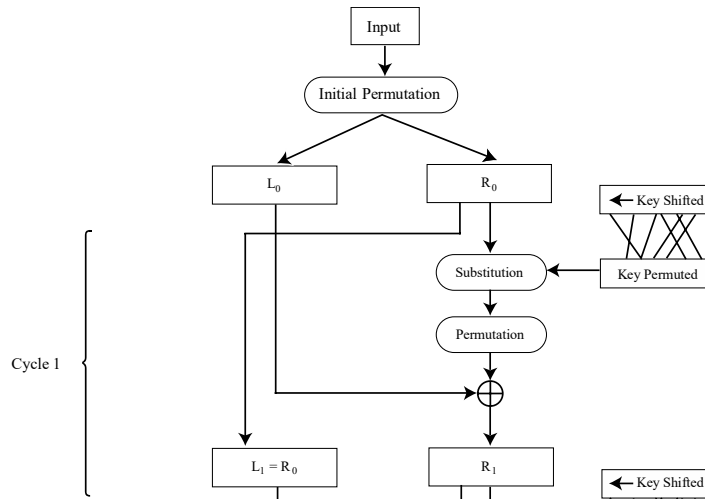 Input
Initial Permutation
L0
R0
Key Shifted
Substitution
Key Permuted
Permutation
Cycle 1
L1 = R0
R1
Key Shifted